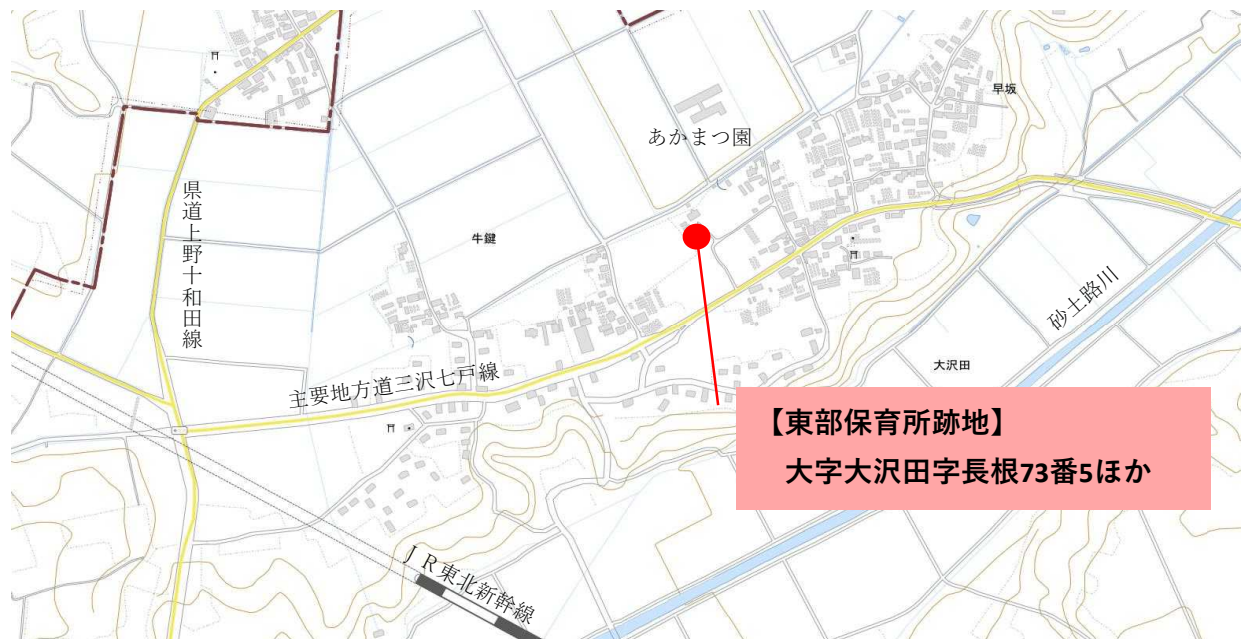 早坂
あかまつ園
県道上野十和田線
牛鍵
砂土路川
大沢田
主要地方道三沢七戸線
【東部保育所跡地】
大字大沢田字長根73番5ほか
ＪＲ東北新幹線